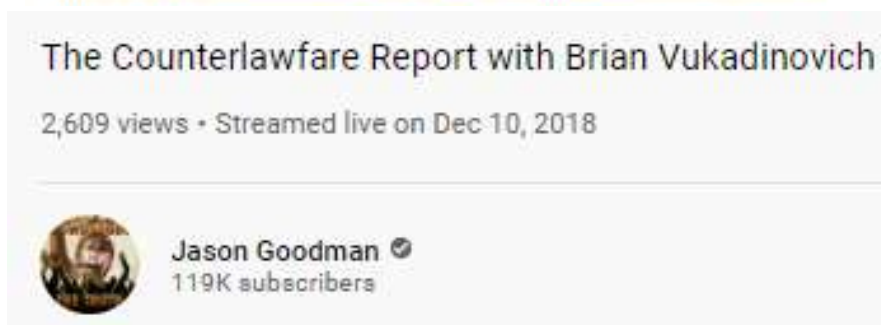 The Counterlawfare Report with Brian Vukadinovich
2,609 views • Streamed live on Dec 10, 2018
Jason Goodman
119K subscribers